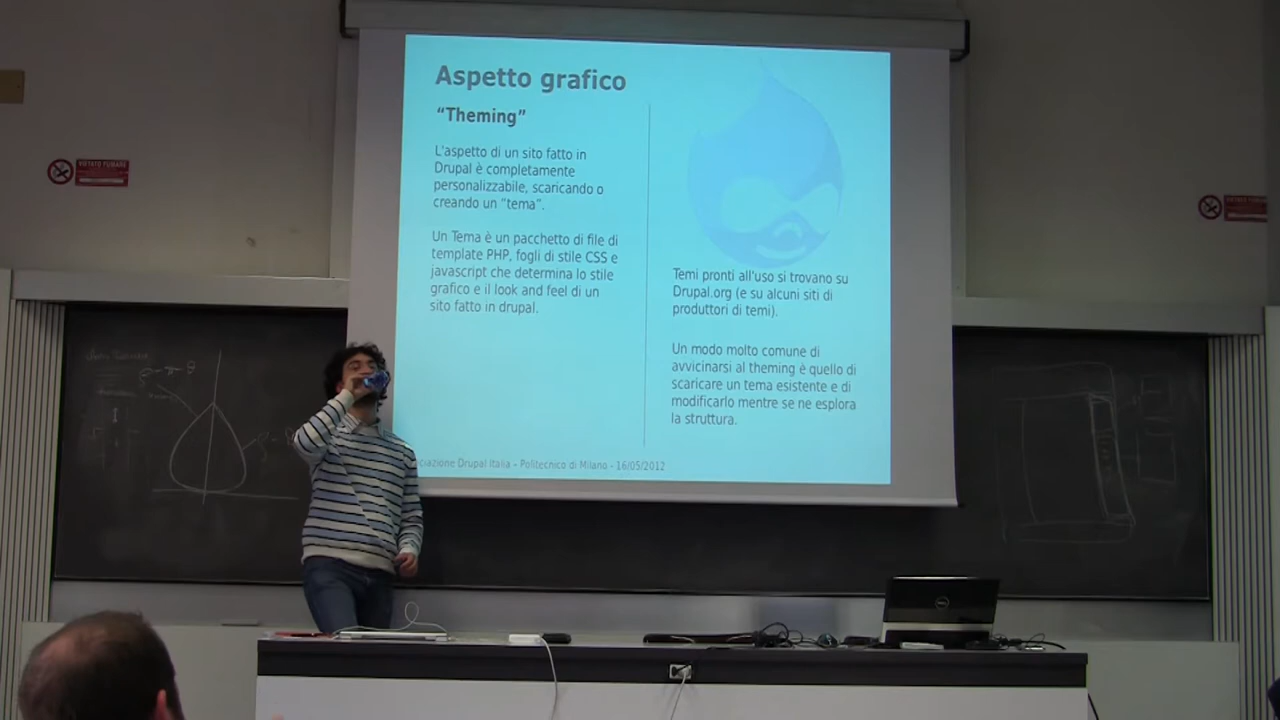 Aspetto grafico
“Theming”
L'aspetto di un sito fatto in
Drupal è completamente
personalizzabile, scaricando o
creando un “tema”.
Un Tema è un pacchetto di file di
template PHP, fogli di stile CSS e
javascript che determina lo stile
grafico e il look and feel di un
sito fatto in drupal.
Temi pronti all'uso si trovano su
Drupal.org (e su alcuni siti di
produttori di temi).
Un modo molto comune di
avvicinarsi al theming è quello di
scaricare un tema esistente e di
modificarlo mentre se ne esplora
la struttura.
Drupal Italia – Politecnico di Milano - 16/05/2012
VIETATO FUMARE
VIETATO FUMARE
DELL